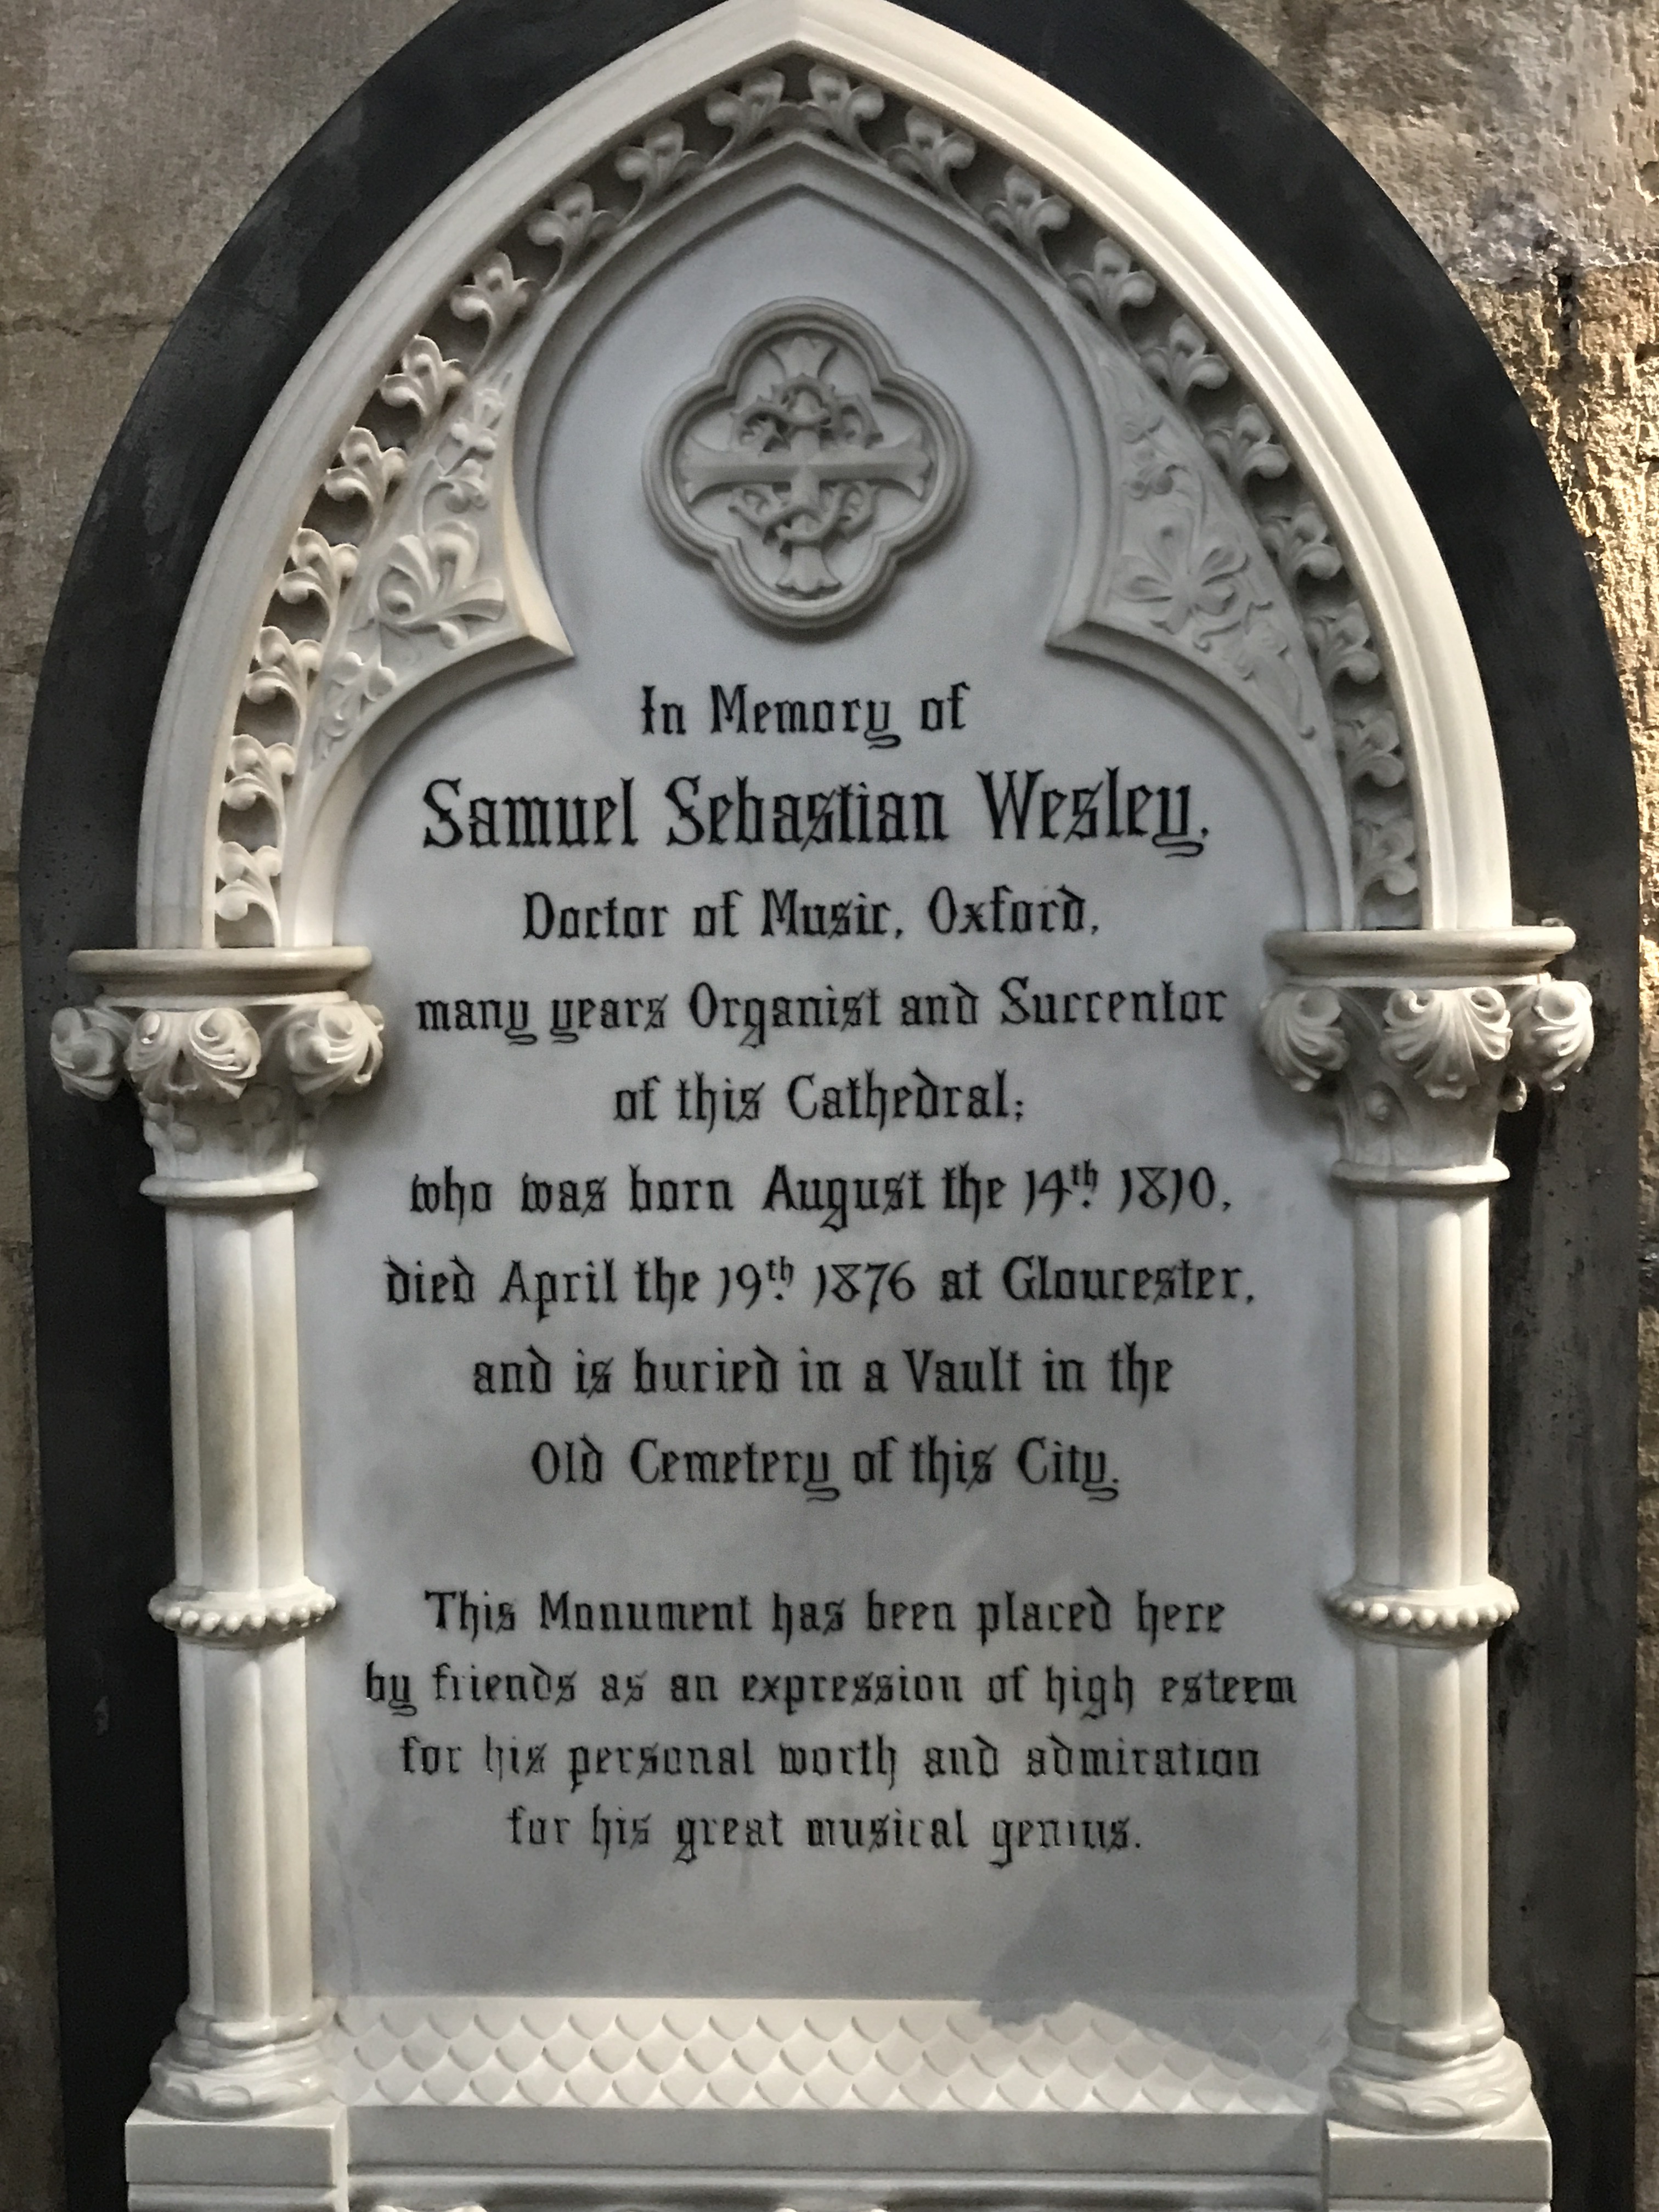 In Memory of
Samuel Sebastian Wesley.
Doctor of Music, Oxford,
many years Organist and Succentor
of this Cathedral;
who was born August the 14th. 1810,
died April the 19th. 1876 at Gloucester,
and is buried in a Vault in the
Old Cemetery of this City.
This Monument has been placed here
by friends as an expression of high esteem
for his personal worth and admiration
for his great musical genius.